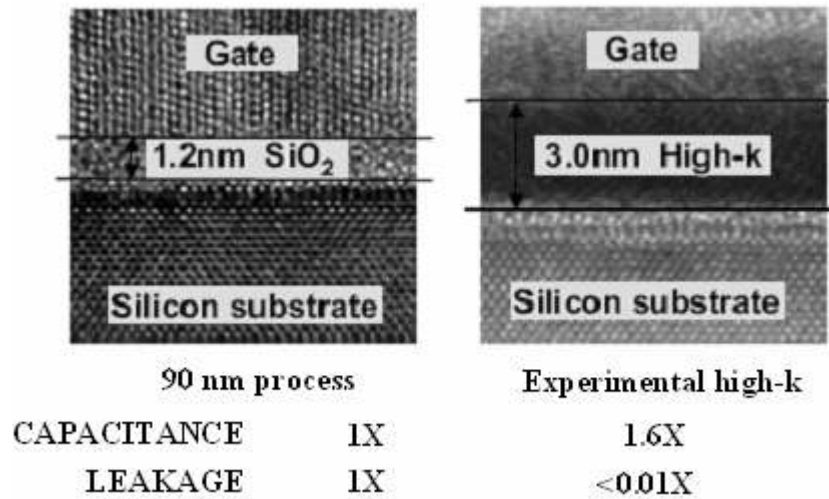 Gate
1.2nm SiO₂
Silicon substrate
Gate
3.0nm High-k
Silicon substrate
90 nm process Experimental high-k
CAPACITANCE 1X 1.6X
LEAKAGE 1X <0.01X